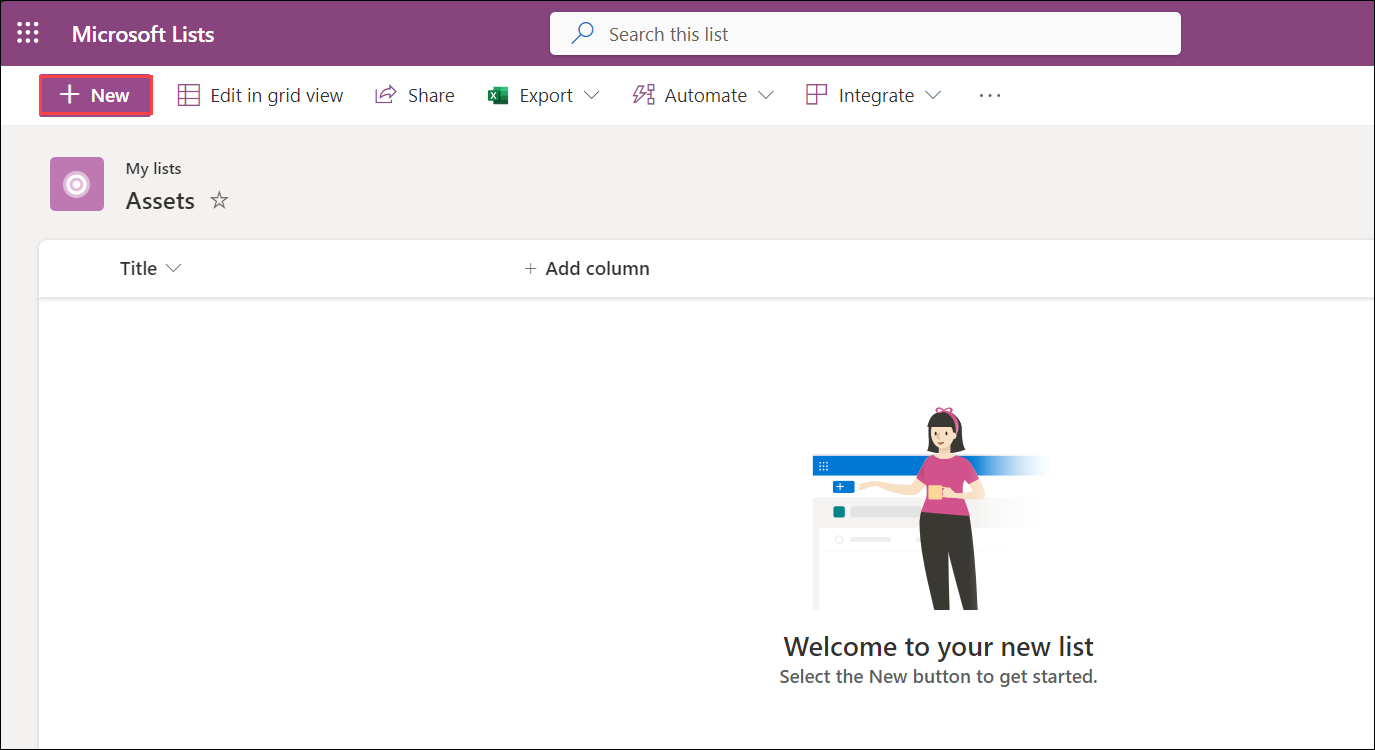 Microsoft Lists
Search this list
+ New
Edit in grid view
Share
Export
Automate
Integrate
...
My lists
Assets
Title
+ Add column
Welcome to your new list
Select the New button to get started.